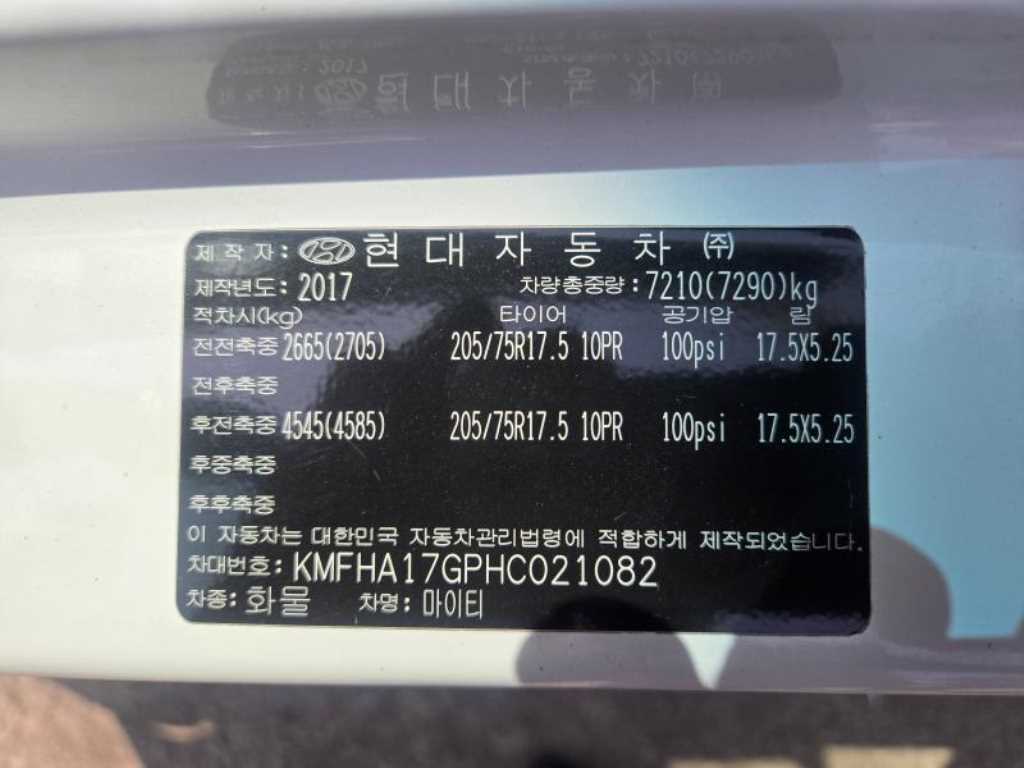 제작자: 현대자동차 ㈜
제작년도: 2017 차량총중량: 7210(7290)kg
적차시(kg) 타이어 공기압 림
전전축중 2665(2705) 205/75R17.5 10PR 100psi 17.5X5.25
전후축중
후전축중 4545(4585) 205/75R17.5 10PR 100psi 17.5X5.25
후중축중
후후축중
이 자동차는 대한민국 자동차관리법령에 적합하게 제작되었습니다.
차대번호: KMFHA17GPHC021082
차종: 화물 차명: 마이티